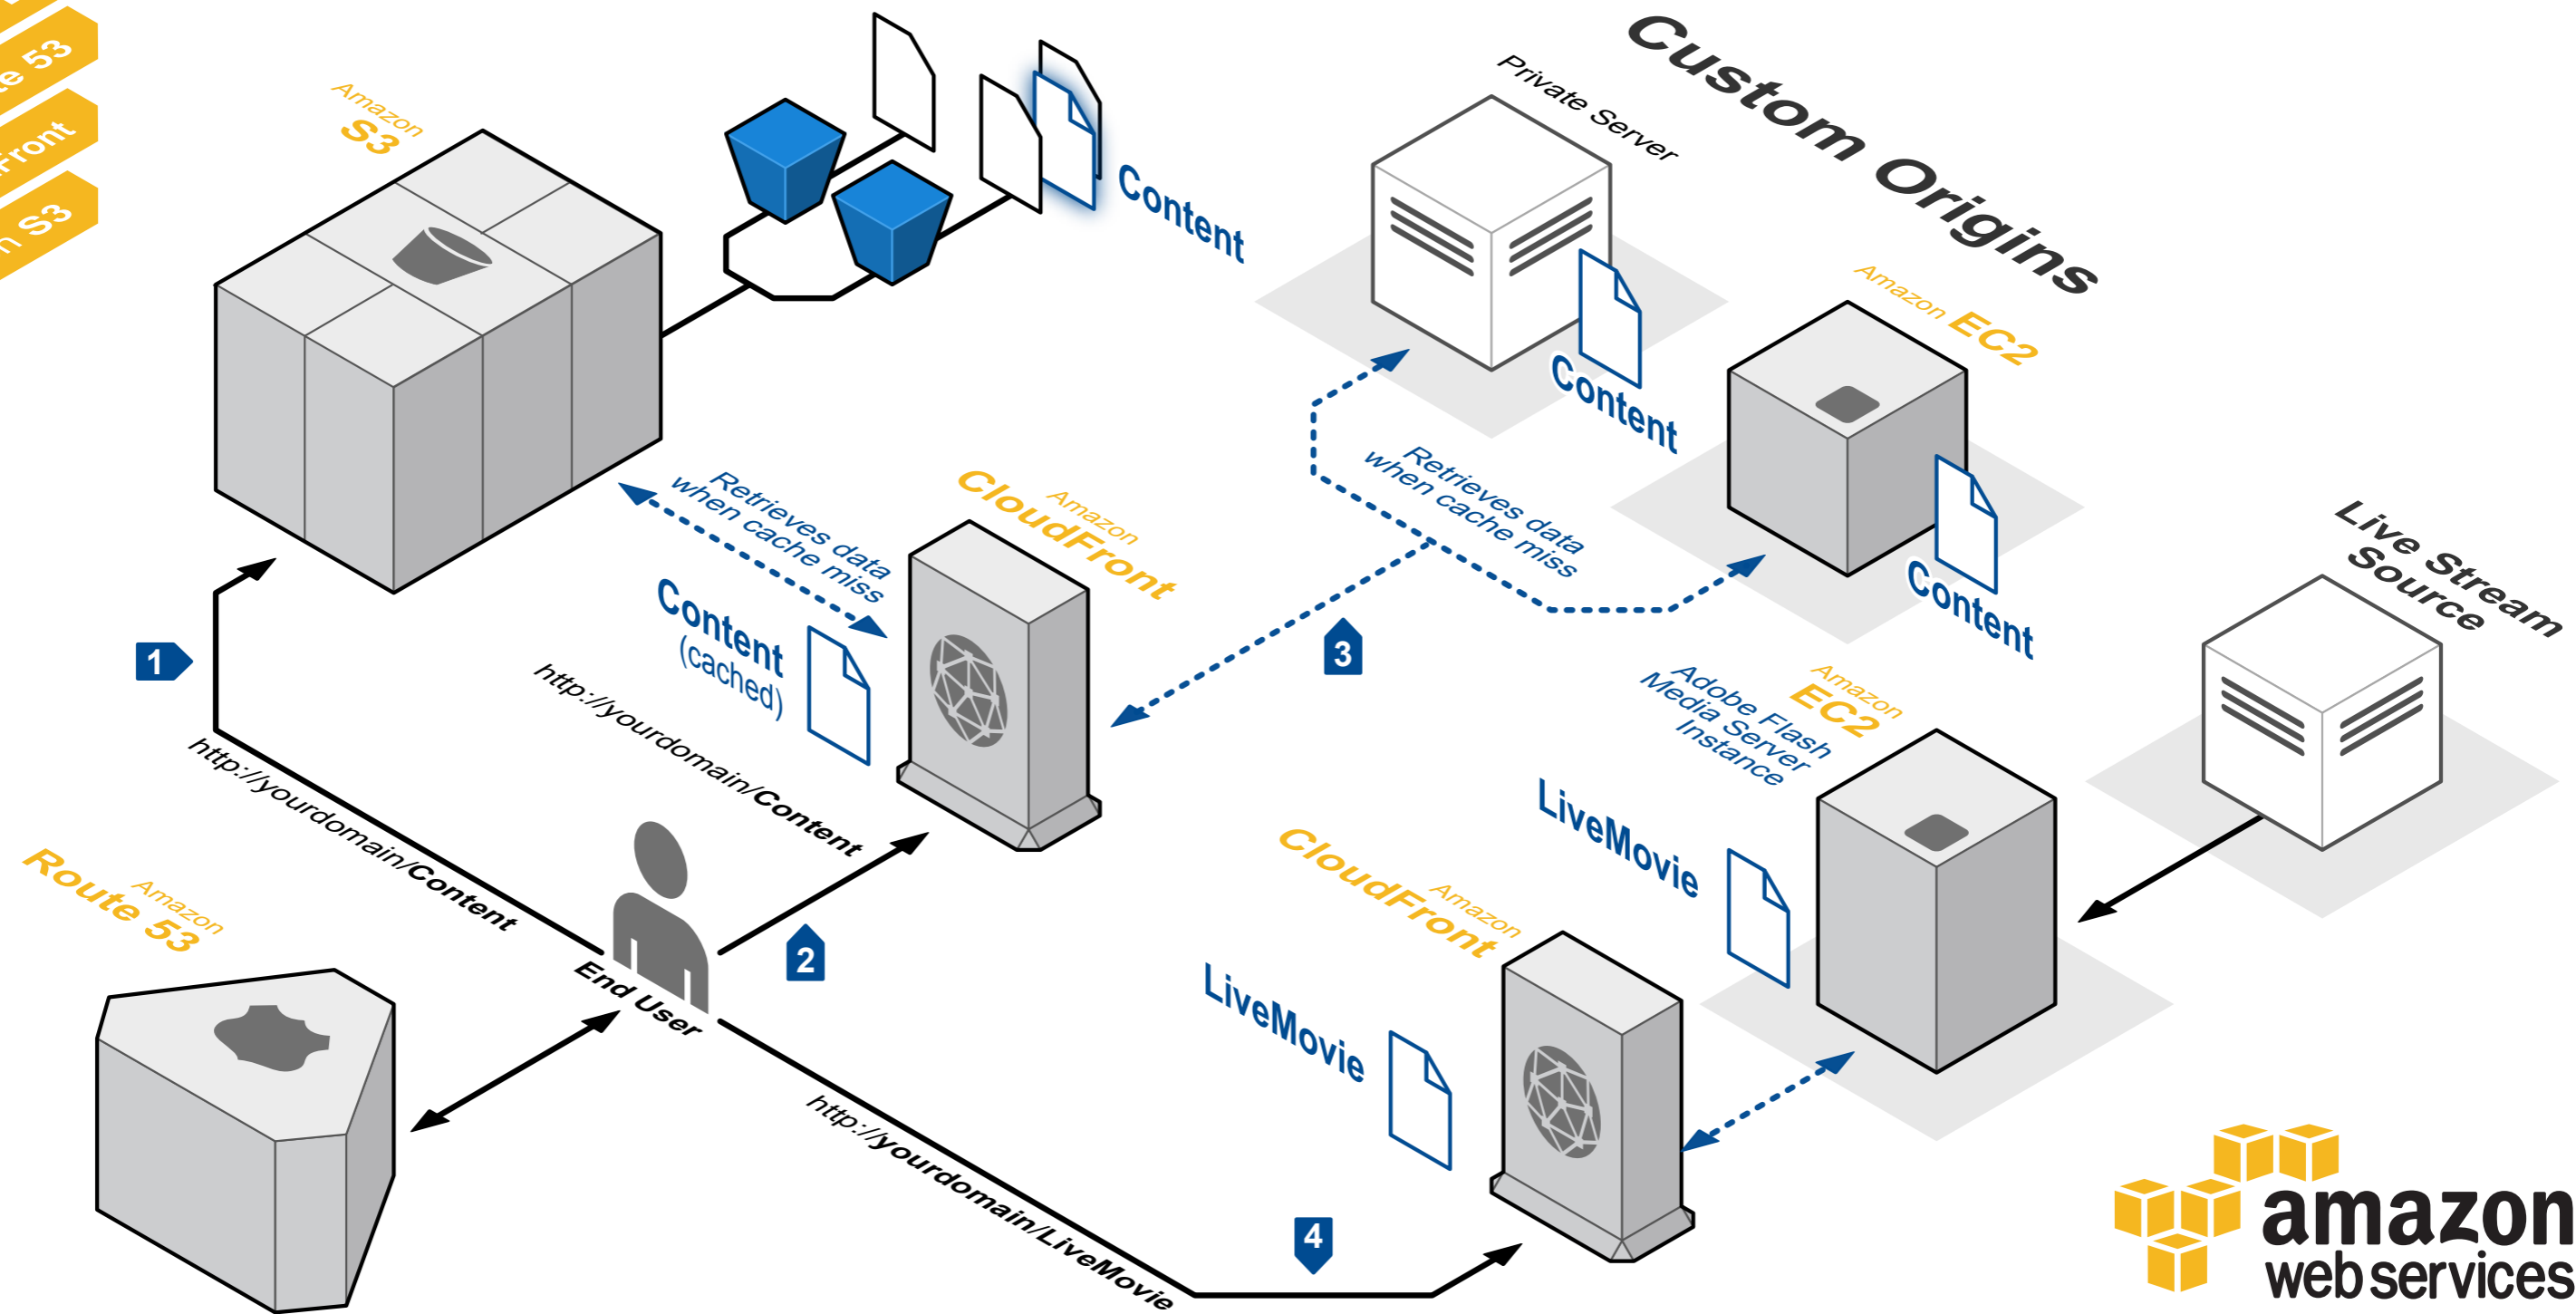 e 53
Front
n S3
Amazon
S3
Content
Private Server
Custom Origins
Content
Amazon EC2
Content
Retrieves data
when cache miss
Retrieves data
when cache miss
Amazon
CloudFront
Content
(cached)
1
http://yourdomain/Content
http://yourdomain/Content
2
3
Live Stream
Source
Amazon
EC2
Adobe Flash
Media Server
Instance
LiveMovie
Amazon
CloudFront
LiveMovie
Amazon
Route 53
End User
http://yourdomain/LiveMovie
4
amazon
web services